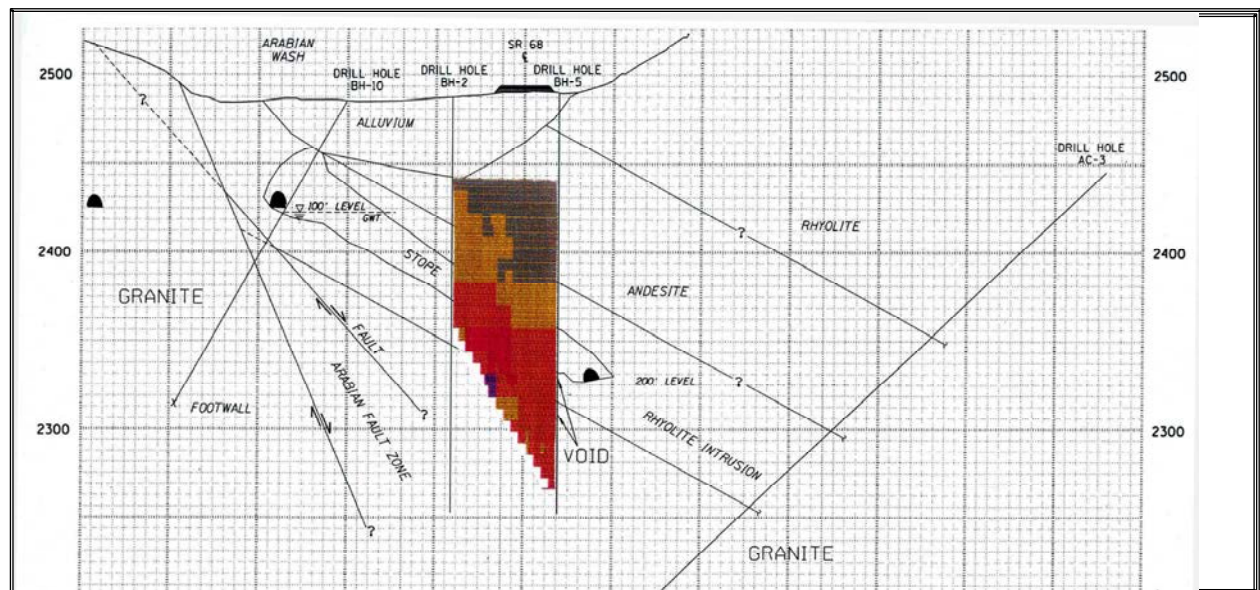 ARABIAN
WASH
SR 68
℄
2500
DRILL HOLE
BH-10
DRILL HOLE
BH-2
DRILL HOLE
BH-5
2500
?
ALLUVIUM
DRILL HOLE
AC-3
100' LEVEL
GWT
RHYOLITE
?
2400
STOPE
2400
GRANITE
ANDESITE
FAULT
200' LEVEL
?
FOOTWALL
ARABIAN FAULT ZONE
?
RHYOLITE INTRUSION
2300
VOID
2300
?
GRANITE